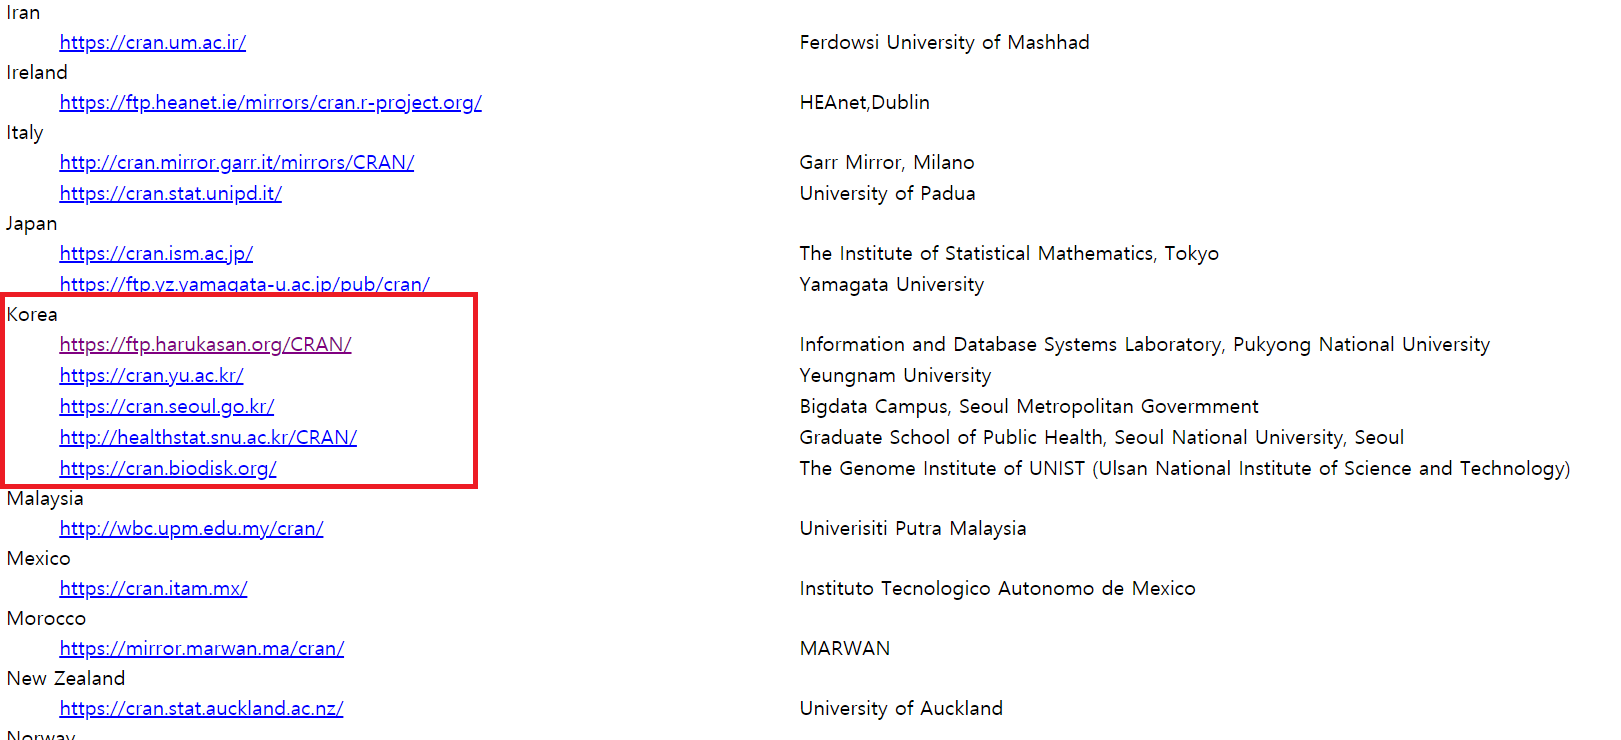 Iran
https://cran.um.ac.ir/ Ferdowsi University of Mashhad
Ireland
https://ftp.heanet.ie/mirrors/cran.r-project.org/ HEAnet,Dublin
Italy
http://cran.mirror.garr.it/mirrors/CRAN/ Garr Mirror, Milano
https://cran.stat.unipd.it/ University of Padua
Japan
https://cran.ism.ac.jp/ The Institute of Statistical Mathematics, Tokyo
https://ftp.yz.yamagata-u.ac.jp/pub/cran/ Yamagata University
Korea
https://ftp.harukasan.org/CRAN/ Information and Database Systems Laboratory, Pukyong National University
https://cran.yu.ac.kr/ Yeungnam University
https://cran.seoul.go.kr/ Bigdata Campus, Seoul Metropolitan Govermment
http://healthstat.snu.ac.kr/CRAN/ Graduate School of Public Health, Seoul National University, Seoul
https://cran.biodisk.org/ The Genome Institute of UNIST (Ulsan National Institute of Science and Technology)
Malaysia
http://wbc.upm.edu.my/cran/ Univerisiti Putra Malaysia
Mexico
https://cran.itam.mx/ Instituto Tecnologico Autonomo de Mexico
Morocco
https://mirror.marwan.ma/cran/ MARWAN
New Zealand
https://cran.stat.auckland.ac.nz/ University of Auckland
Norway